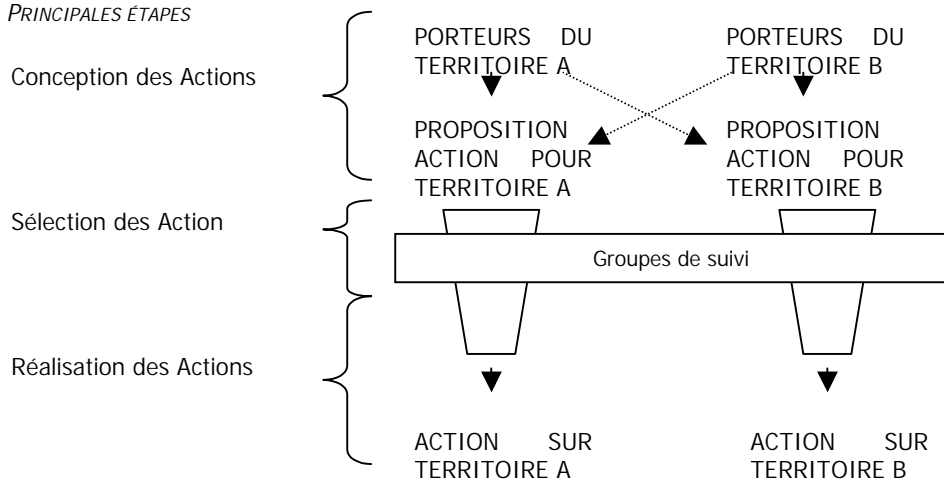 PRINCIPALES ÉTAPES
Conception des Actions
PORTEURS DU
TERRITOIRE A
PORTEURS DU
TERRITOIRE B
PROPOSITION
ACTION POUR
TERRITOIRE A
PROPOSITION
ACTION POUR
TERRITOIRE B
Sélection des Action
Groupes de suivi
Réalisation des Actions
ACTION SUR
TERRITOIRE A
ACTION SUR
TERRITOIRE B